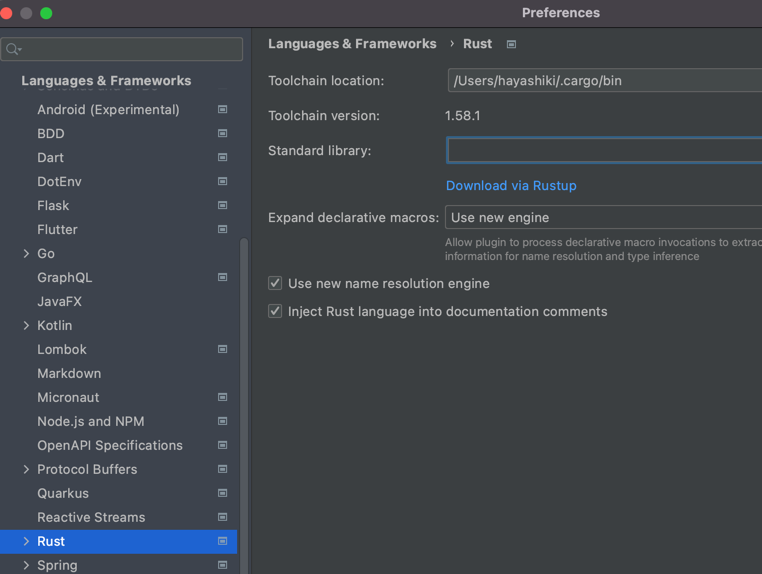 Preferences
Languages & Frameworks
Android (Experimental)
BDD
Dart
DotEnv
Flask
Flutter
Go
GraphQL
JavaFX
Kotlin
Lombok
Markdown
Micronaut
Node.js and NPM
OpenAPI Specifications
Protocol Buffers
Quarkus
Reactive Streams
Rust
Spring
Languages & Frameworks › Rust
Toolchain location: /Users/hayashiki/.cargo/bin
Toolchain version: 1.58.1
Standard library:
Download via Rustup
Expand declarative macros: Use new engine
Allow plugin to process declarative macro invocations to extrac
information for name resolution and type inference
Use new name resolution engine
Inject Rust language into documentation comments